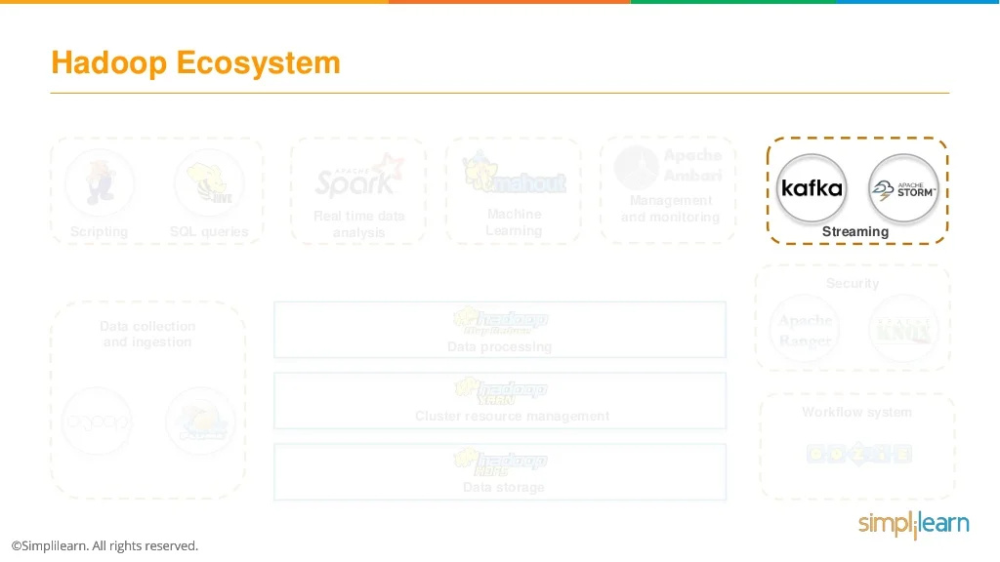 Hadoop Ecosystem
HIVE
Scripting
SQL queries
APACHE
Spark
Real time data
analysis
mahout
Machine
Learning
Apache
Ambari
Management
and monitoring
kafka
APACHE
STORM™
Streaming
Security
Apache
Ranger
KNOX
Data collection
and ingestion
sqoop
hadoop
Data processing
hadoop
YARN
Cluster resource management
hadoop
HDFS
Data storage
Workflow system
OOZIE
simplilearn
©Simplilearn. All rights reserved.